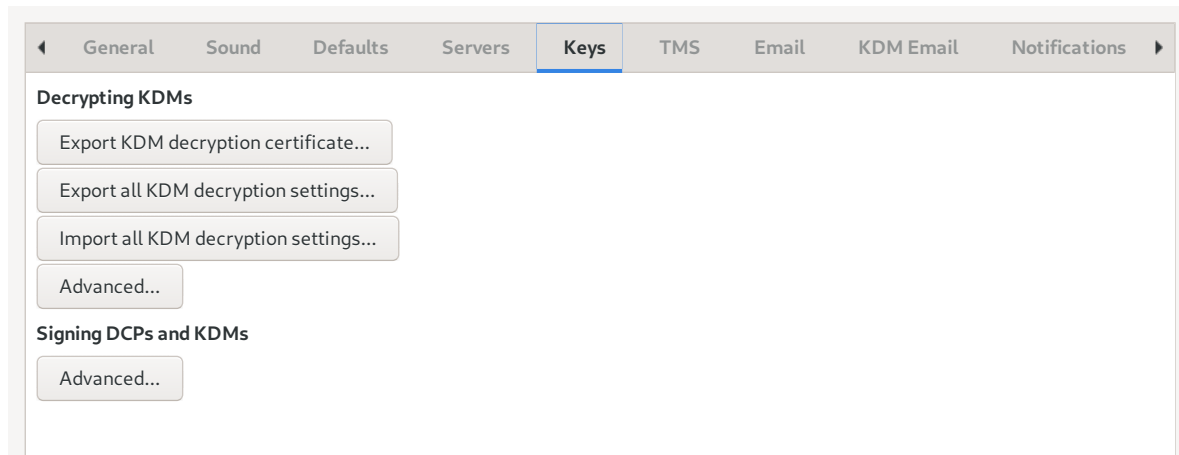 General Sound Defaults Servers Keys TMS Email KDM Email Notifications
Decrypting KDMs
Export KDM decryption certificate...
Export all KDM decryption settings...
Import all KDM decryption settings...
Advanced...
Signing DCPs and KDMs
Advanced...